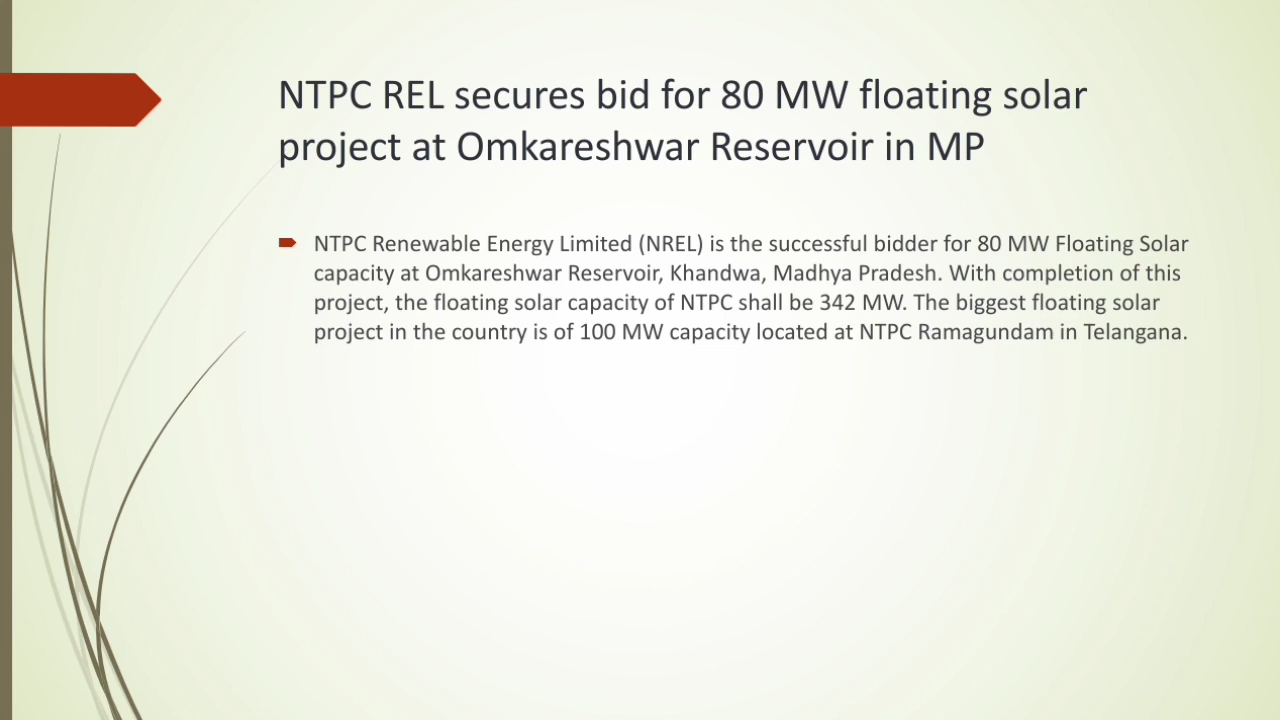 NTPC REL secures bid for 80 MW floating solar
project at Omkareshwar Reservoir in MP
NTPC Renewable Energy Limited (NREL) is the successful bidder for 80 MW Floating Solar
capacity at Omkareshwar Reservoir, Khandwa, Madhya Pradesh. With completion of this
project, the floating solar capacity of NTPC shall be 342 MW. The biggest floating solar
project in the country is of 100 MW capacity located at NTPC Ramagundam in Telangana.